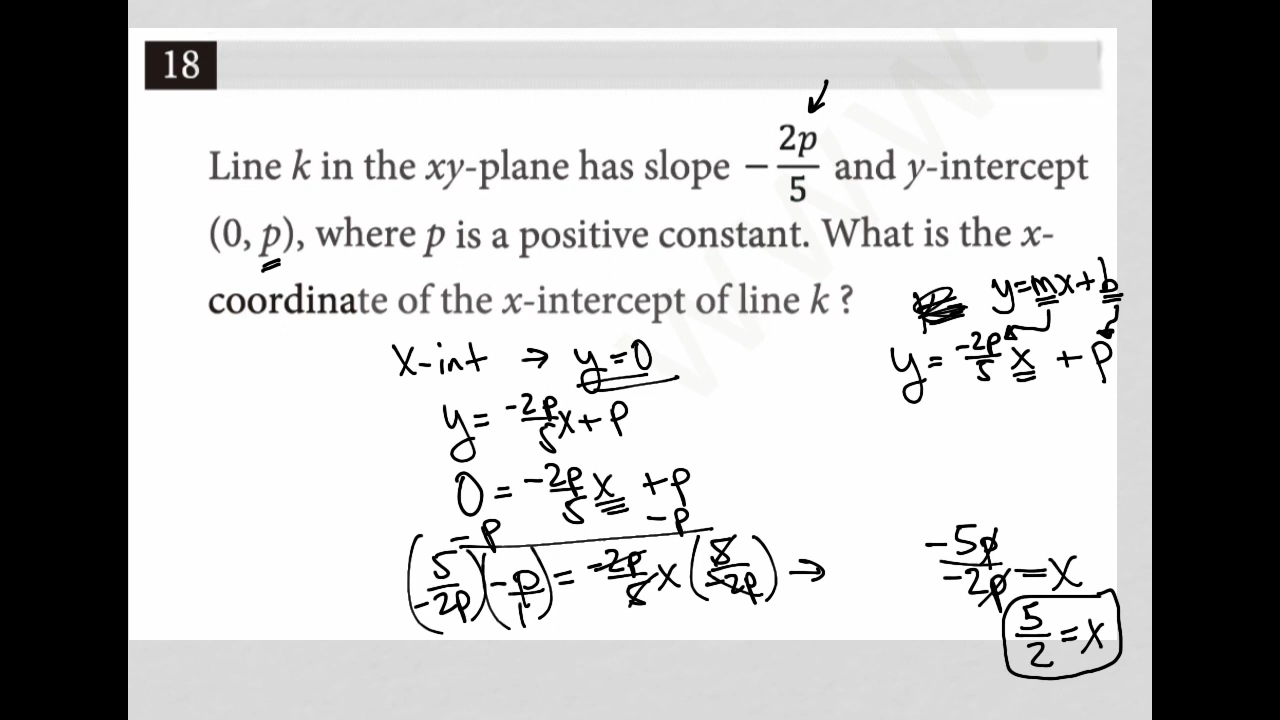 18
Line k in the xy-plane has slope −2p/5 and y-intercept
(0, p), where p is a positive constant. What is the x-
coordinate of the x-intercept of line k ?
y=mx+b
y = -2p/5 x + p
x-int → y=0
y = -2p/5 x + p
0 = -2p/5 x + p
-p -p
(5/-2p)(-p/1) = -2p/5 x (5/-2p) →
-5p/-2p = x
5/2 = x
www.